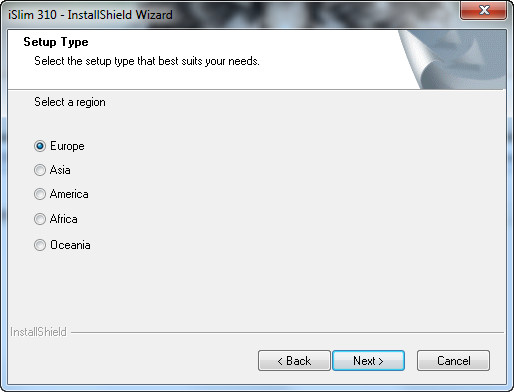 iSlim 310 - InstallShield Wizard
Setup Type
Select the setup type that best suits your needs.
Select a region
Europe
Asia
America
Africa
Oceania
InstallShield
< Back
Next >
Cancel